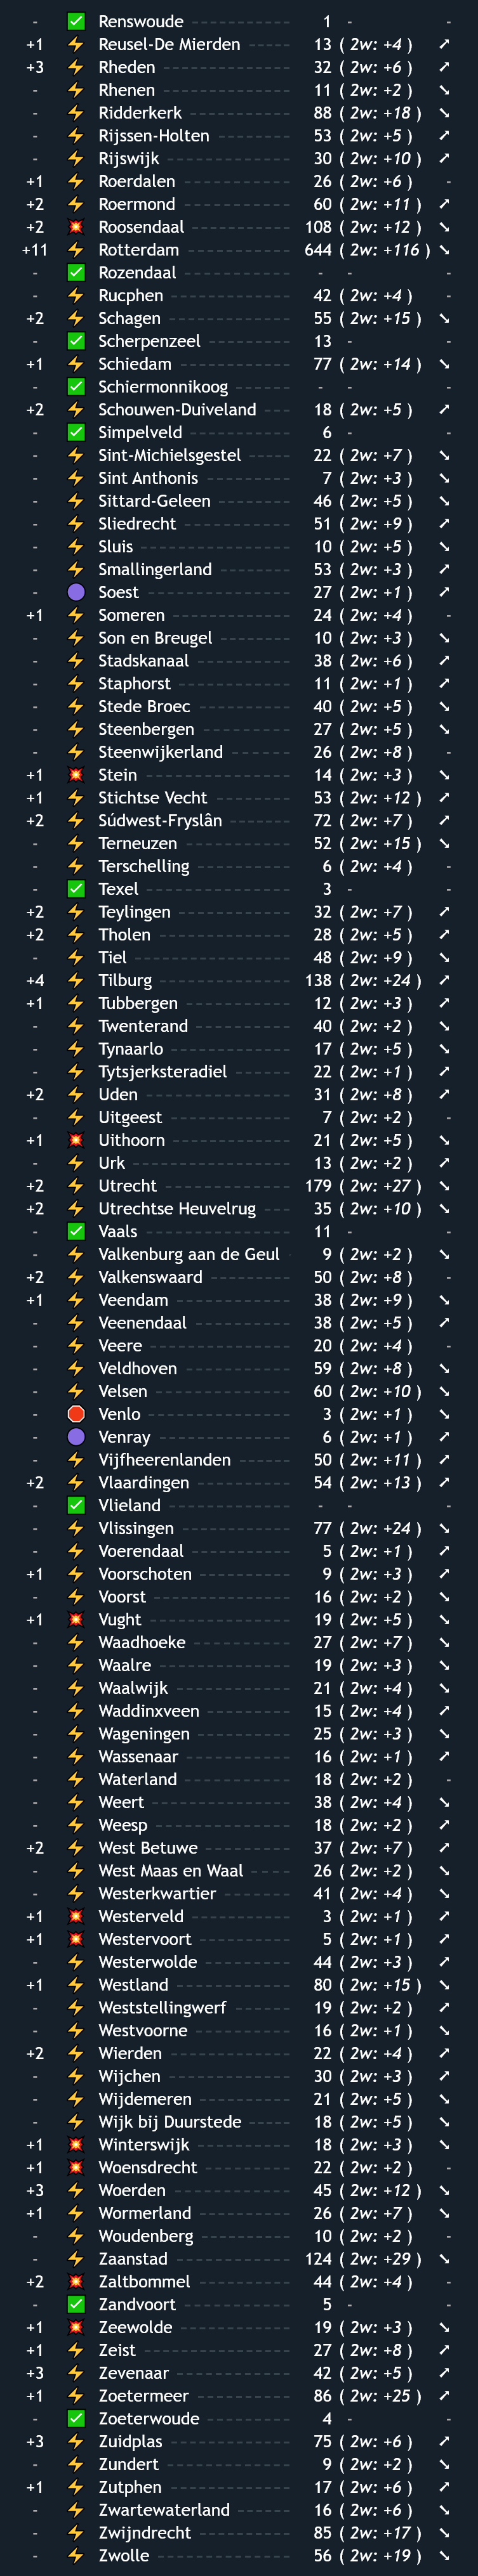 - ✅ Renswoude 1 - -
+1 ⚡ Reusel-De Mierden 13 ( 2w: +4 ) ➚
+3 ⚡ Rheden 32 ( 2w: +6 ) ➚
- ⚡ Rhenen 11 ( 2w: +2 ) ➘
- ⚡ Ridderkerk 88 ( 2w: +18 ) ➘
- ⚡ Rijssen-Holten 53 ( 2w: +5 ) ➚
- ⚡ Rijswijk 30 ( 2w: +10 ) ➚
+1 ⚡ Roerdalen 26 ( 2w: +6 ) -
+2 ⚡ Roermond 60 ( 2w: +11 ) ➚
+2 💥 Roosendaal 108 ( 2w: +12 ) ➘
+11 ⚡ Rotterdam 644 ( 2w: +116 ) ➘
- ✅ Rozendaal - - -
- ⚡ Rucphen 42 ( 2w: +4 ) -
+2 ⚡ Schagen 55 ( 2w: +15 ) ➘
- ✅ Scherpenzeel 13 - -
+1 ⚡ Schiedam 77 ( 2w: +14 ) ➘
- ✅ Schiermonnikoog - - -
+2 ⚡ Schouwen-Duiveland 18 ( 2w: +5 ) ➚
- ✅ Simpelveld 6 - -
- ⚡ Sint-Michielsgestel 22 ( 2w: +7 ) ➘
- ⚡ Sint Anthonis 7 ( 2w: +3 ) ➘
- ⚡ Sittard-Geleen 46 ( 2w: +5 ) ➘
- ⚡ Sliedrecht 51 ( 2w: +9 ) ➚
- ⚡ Sluis 10 ( 2w: +5 ) ➘
- ⚡ Smallingerland 53 ( 2w: +3 ) ➚
- 🟣 Soest 27 ( 2w: +1 ) ➚
+1 ⚡ Someren 24 ( 2w: +4 ) -
- ⚡ Son en Breugel 10 ( 2w: +3 ) ➘
- ⚡ Stadskanaal 38 ( 2w: +6 ) ➚
- ⚡ Staphorst 11 ( 2w: +1 ) ➚
- ⚡ Stede Broec 40 ( 2w: +5 ) ➘
- ⚡ Steenbergen 27 ( 2w: +5 ) ➘
- ⚡ Steenwijkerland 26 ( 2w: +8 ) -
+1 💥 Stein 14 ( 2w: +3 ) ➘
+1 ⚡ Stichtse Vecht 53 ( 2w: +12 ) ➚
+2 ⚡ Súdwest-Fryslân 72 ( 2w: +7 ) ➚
- ⚡ Terneuzen 52 ( 2w: +15 ) ➘
- ⚡ Terschelling 6 ( 2w: +4 ) -
- ✅ Texel 3 - -
+2 ⚡ Teylingen 32 ( 2w: +7 ) ➚
+2 ⚡ Tholen 28 ( 2w: +5 ) ➚
- ⚡ Tiel 48 ( 2w: +9 ) ➘
+4 ⚡ Tilburg 138 ( 2w: +24 ) ➚
+1 ⚡ Tubbergen 12 ( 2w: +3 ) ➚
- ⚡ Twenterand 40 ( 2w: +2 ) ➘
- ⚡ Tynaarlo 17 ( 2w: +5 ) ➘
- ⚡ Tytsjerksteradiel 22 ( 2w: +1 ) ➚
+2 ⚡ Uden 31 ( 2w: +8 ) ➚
- ⚡ Uitgeest 7 ( 2w: +2 ) -
+1 💥 Uithoorn 21 ( 2w: +5 ) ➘
- ⚡ Urk 13 ( 2w: +2 ) ➚
+2 ⚡ Utrecht 179 ( 2w: +27 ) ➘
+2 ⚡ Utrechtse Heuvelrug 35 ( 2w: +10 ) ➘
- ✅ Vaals 11 - -
- ⚡ Valkenburg aan de Geul 9 ( 2w: +2 ) ➘
+2 ⚡ Valkenswaard 50 ( 2w: +8 ) -
+1 ⚡ Veendam 38 ( 2w: +9 ) ➘
- ⚡ Veenendaal 38 ( 2w: +5 ) ➚
- ⚡ Veere 20 ( 2w: +4 ) -
- ⚡ Veldhoven 59 ( 2w: +8 ) ➘
- ⚡ Velsen 60 ( 2w: +10 ) ➘
- 🛑 Venlo 3 ( 2w: +1 ) ➘
- 🟣 Venray 6 ( 2w: +1 ) ➚
- ⚡ Vijfheerenlanden 50 ( 2w: +11 ) ➚
+2 ⚡ Vlaardingen 54 ( 2w: +13 ) ➚
- ✅ Vlieland - - -
- ⚡ Vlissingen 77 ( 2w: +24 ) ➘
- ⚡ Voerendaal 5 ( 2w: +1 ) ➚
+1 ⚡ Voorschoten 9 ( 2w: +3 ) ➚
- ⚡ Voorst 16 ( 2w: +2 ) ➘
+1 💥 Vught 19 ( 2w: +5 ) ➘
- ⚡ Waadhoeke 27 ( 2w: +7 ) ➘
- ⚡ Waalre 19 ( 2w: +3 ) ➘
- ⚡ Waalwijk 21 ( 2w: +4 ) ➘
- ⚡ Waddinxveen 15 ( 2w: +4 ) ➚
- ⚡ Wageningen 25 ( 2w: +3 ) ➘
- ⚡ Wassenaar 16 ( 2w: +1 ) ➚
- ⚡ Waterland 18 ( 2w: +2 ) -
- ⚡ Weert 38 ( 2w: +4 ) ➘
- ⚡ Weesp 18 ( 2w: +2 ) ➚
+2 ⚡ West Betuwe 37 ( 2w: +7 ) ➚
- ⚡ West Maas en Waal 26 ( 2w: +2 ) ➘
- ⚡ Westerkwartier 41 ( 2w: +4 ) ➘
+1 💥 Westerveld 3 ( 2w: +1 ) ➚
+1 💥 Westervoort 5 ( 2w: +1 ) ➚
- ⚡ Westerwolde 44 ( 2w: +3 ) ➚
+1 ⚡ Westland 80 ( 2w: +15 ) ➘
- ⚡ Weststellingwerf 19 ( 2w: +2 ) ➚
- ⚡ Westvoorne 16 ( 2w: +1 ) ➘
+2 ⚡ Wierden 22 ( 2w: +4 ) ➚
- ⚡ Wijchen 30 ( 2w: +3 ) ➚
- ⚡ Wijdemeren 21 ( 2w: +5 ) ➘
- ⚡ Wijk bij Duurstede 18 ( 2w: +5 ) ➘
+1 💥 Winterswijk 18 ( 2w: +3 ) ➘
+1 💥 Woensdrecht 22 ( 2w: +2 ) -
+3 ⚡ Woerden 45 ( 2w: +12 ) ➘
+1 ⚡ Wormerland 26 ( 2w: +7 ) ➘
- ⚡ Woudenberg 10 ( 2w: +2 ) -
- ⚡ Zaanstad 124 ( 2w: +29 ) ➘
+2 💥 Zaltbommel 44 ( 2w: +4 ) -
- ✅ Zandvoort 5 - -
+1 💥 Zeewolde 19 ( 2w: +3 ) ➘
+1 ⚡ Zeist 27 ( 2w: +8 ) ➚
+3 ⚡ Zevenaar 42 ( 2w: +5 ) ➚
+1 ⚡ Zoetermeer 86 ( 2w: +25 ) ➚
- ✅ Zoeterwoude 4 - -
+3 ⚡ Zuidplas 75 ( 2w: +6 ) ➚
- ⚡ Zundert 9 ( 2w: +2 ) ➘
+1 ⚡ Zutphen 17 ( 2w: +6 ) ➚
- ⚡ Zwartewaterland 16 ( 2w: +6 ) ➘
- ⚡ Zwijndrecht 85 ( 2w: +17 ) ➘
- ⚡ Zwolle 56 ( 2w: +19 ) ➘